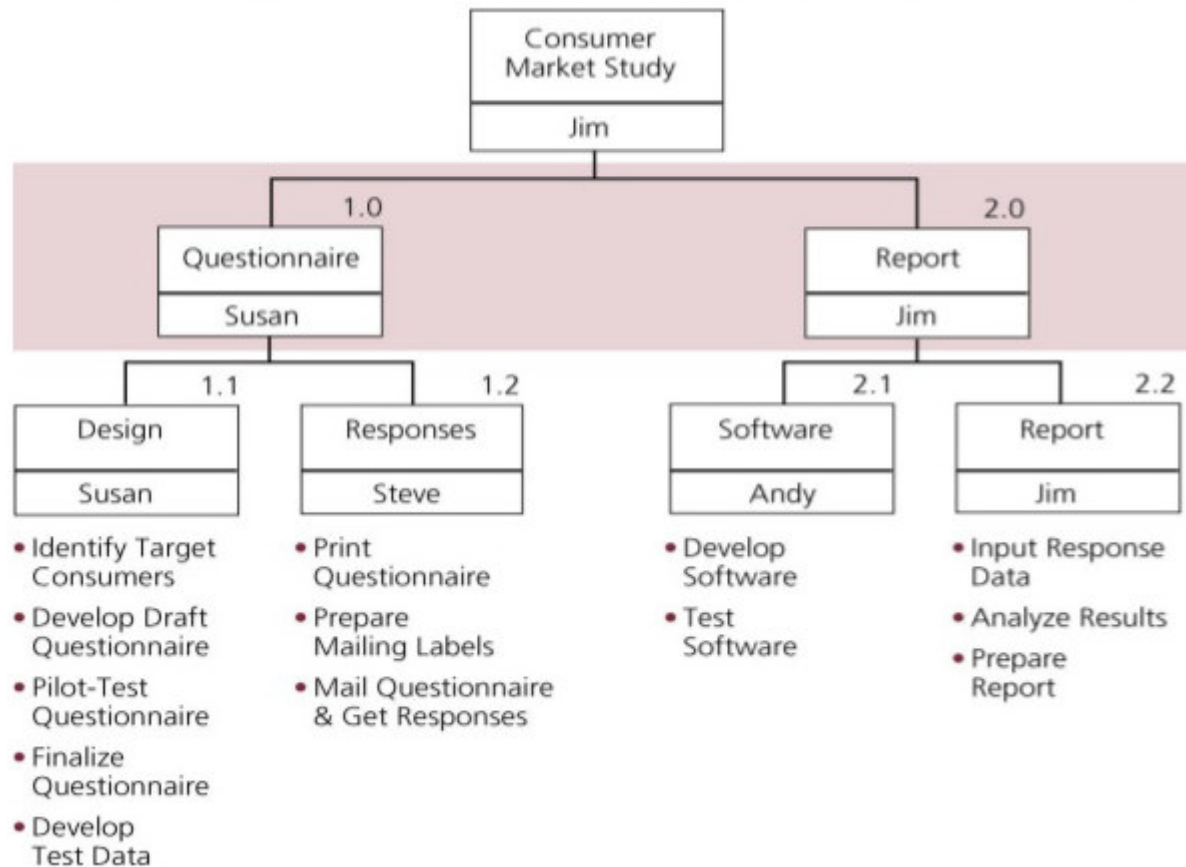 Consumer
Market Study
Jim
1.0
Questionnaire
Susan
2.0
Report
Jim
1.1
Design
Susan
• Identify Target
Consumers
• Develop Draft
Questionnaire
• Pilot-Test
Questionnaire
• Finalize
Questionnaire
• Develop
Test Data
1.2
Responses
Steve
• Print
Questionnaire
• Prepare
Mailing Labels
• Mail Questionnaire
& Get Responses
2.1
Software
Andy
• Develop
Software
• Test
Software
2.2
Report
Jim
• Input Response
Data
• Analyze Results
• Prepare
Report